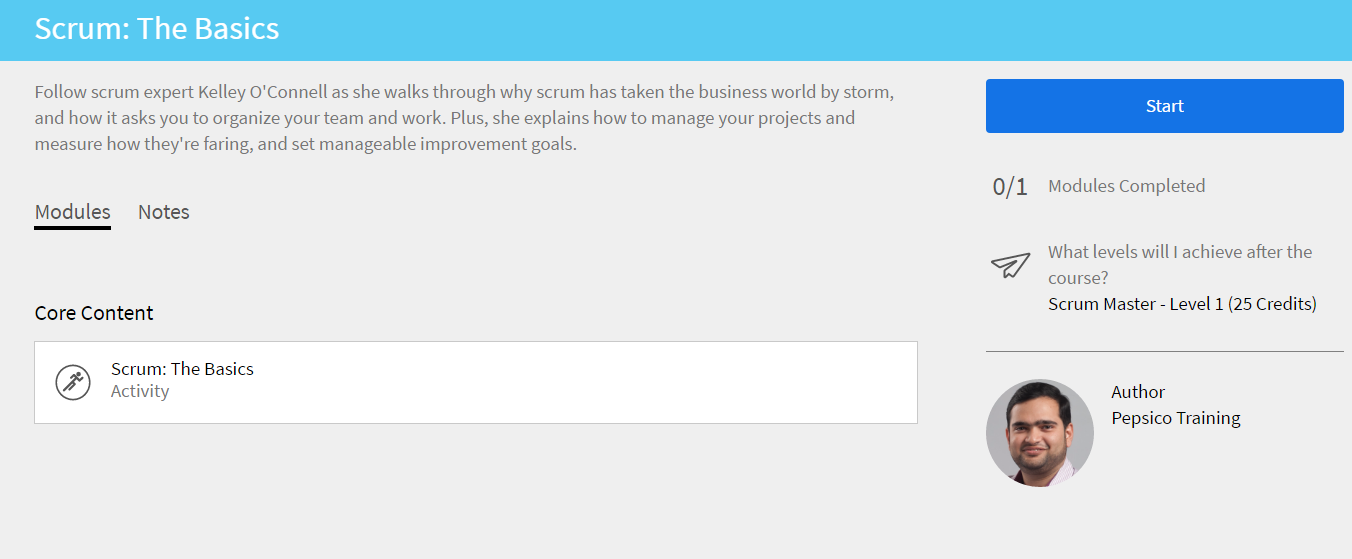 Scrum: The Basics
Follow scrum expert Kelley O'Connell as she walks through why scrum has taken the business world by storm,
and how it asks you to organize your team and work. Plus, she explains how to manage your projects and
measure how they're faring, and set manageable improvement goals.
Modules Notes
Core Content
Scrum: The Basics
Activity
Start
0/1 Modules Completed
What levels will I achieve after the
course?
Scrum Master - Level 1 (25 Credits)
Author
Pepsico Training